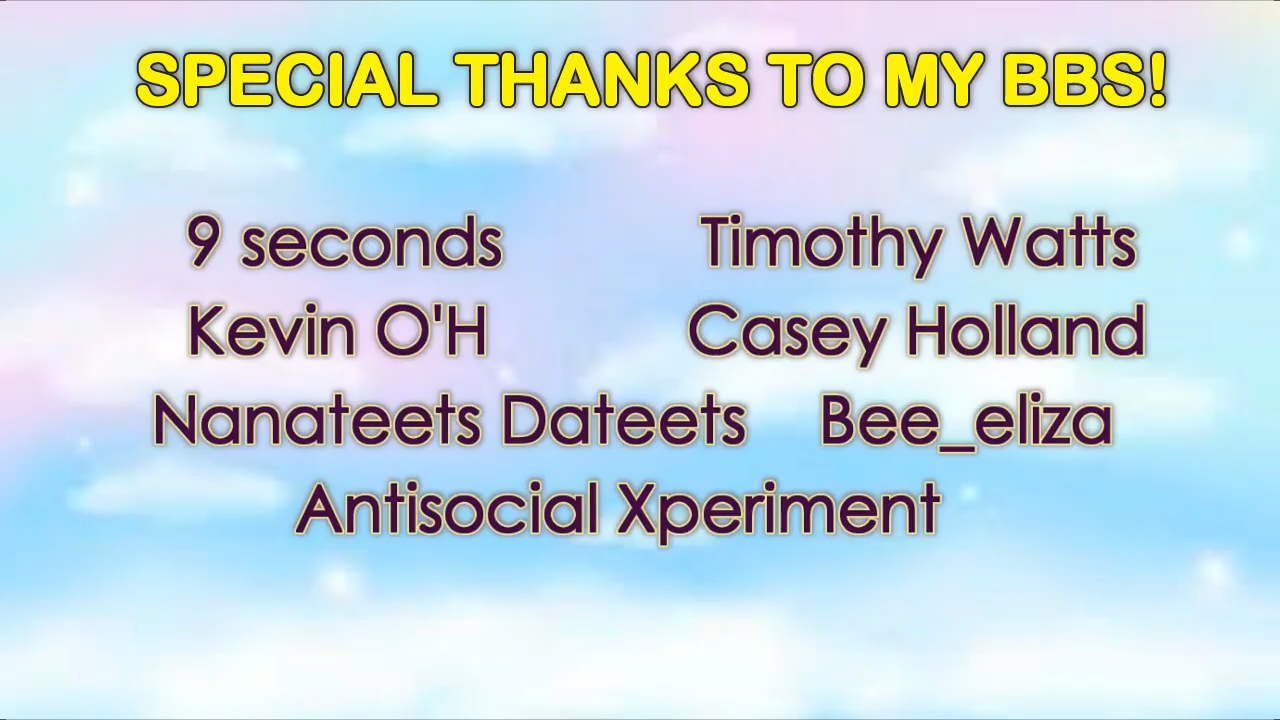 SPECIAL THANKS TO MY BBS!
9 seconds Timothy Watts
Kevin O'H Casey Holland
Nanateets Dateets Bee_eliza
Antisocial Xperiment